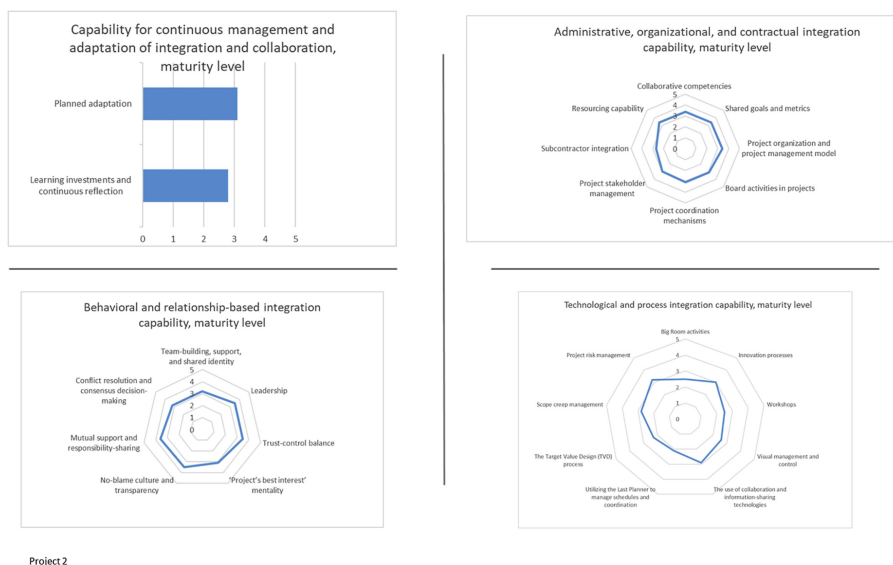 Capability for continuous management and
adaptation of integration and collaboration,
maturity level
Planned adaptation
Learning investments and
continuous reflection
0 1 2 3 4 5
Administrative, organizational, and contractual integration
capability, maturity level
Collaborative competencies
5
4
3
2
1
0
Resourcing capability
Shared goals and metrics
Subcontractor integration
Project organization and
project management model
Project stakeholder
management
Board activities in projects
Project coordination
mechanisms
Behavioral and relationship-based integration
capability, maturity level
Team-building, support,
and shared identity
5
4
3
2
1
0
Conflict resolution and
consensus decision-
making
Leadership
Mutual support and
responsibility-sharing
Trust-control balance
No-blame culture and
transparency
'Project's best interest'
mentality
Technological and process integration capability, maturity level
Big Room activities
5
4
3
2
1
0
Project risk management
Innovation processes
Scope creep management
Workshops
The Target Value Design (TVD)
process
Visual management and
control
Utilizing the Last Planner to
manage schedules and
coordination
The use of collaboration and
information-sharing
technologies
Project 2